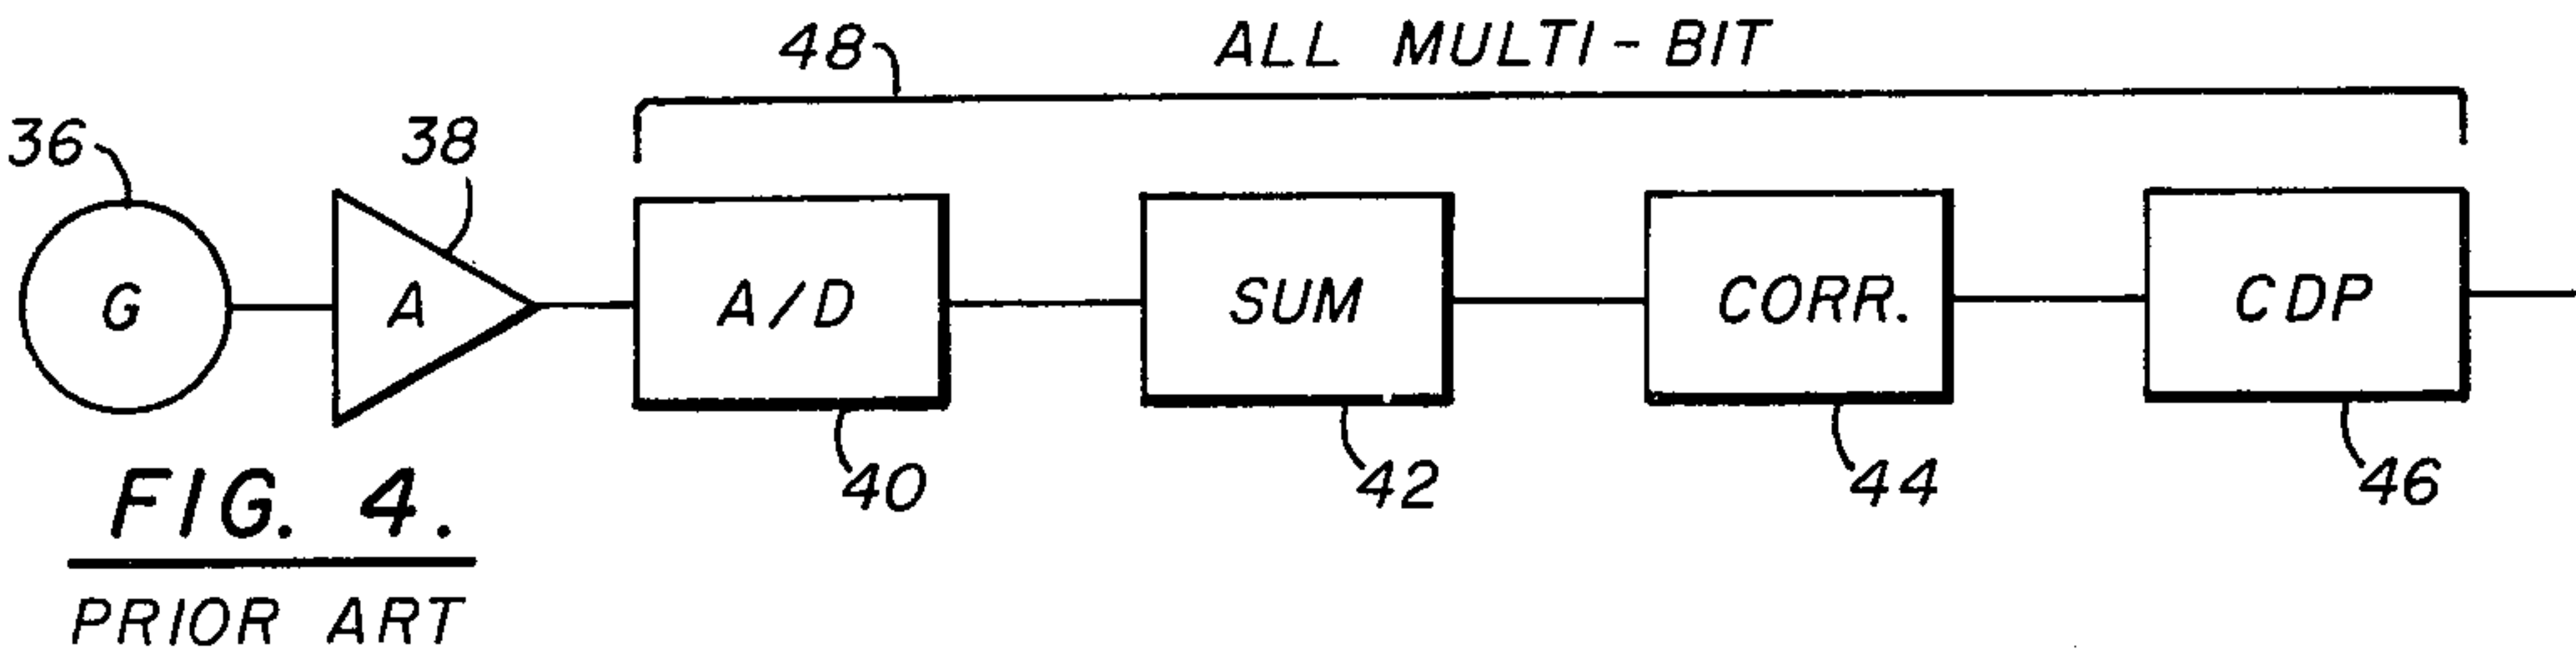 48 ALL MULTI-BIT
36 38
G A A/D SUM CORR. CDP
40 42 44 46
FIG. 4.
PRIOR ART